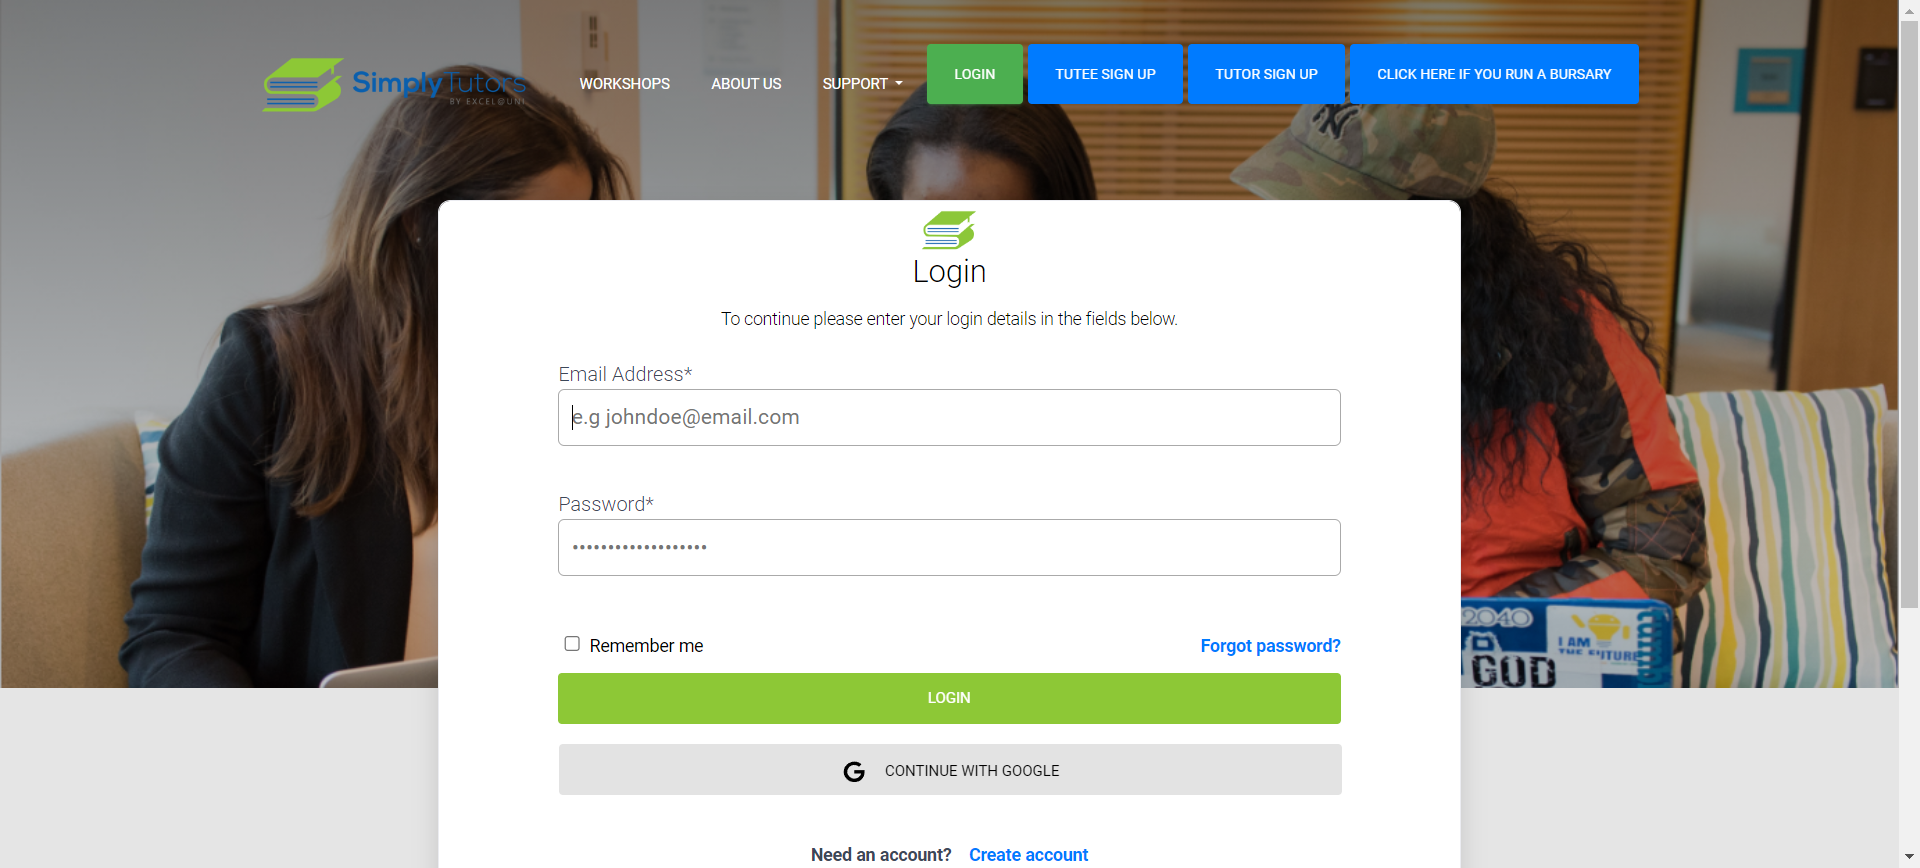 SimplyTutors
BY EXCEL@UNI
WORKSHOPS
ABOUT US
SUPPORT
LOGIN
TUTEE SIGN UP
TUTOR SIGN UP
CLICK HERE IF YOU RUN A BURSARY
Login
To continue please enter your login details in the fields below.
Email Address*
e.g johndoe@email.com
Password*
Remember me
Forgot password?
LOGIN
CONTINUE WITH GOOGLE
Need an account? Create account
2040
I AM
THE FUTURE
GOD